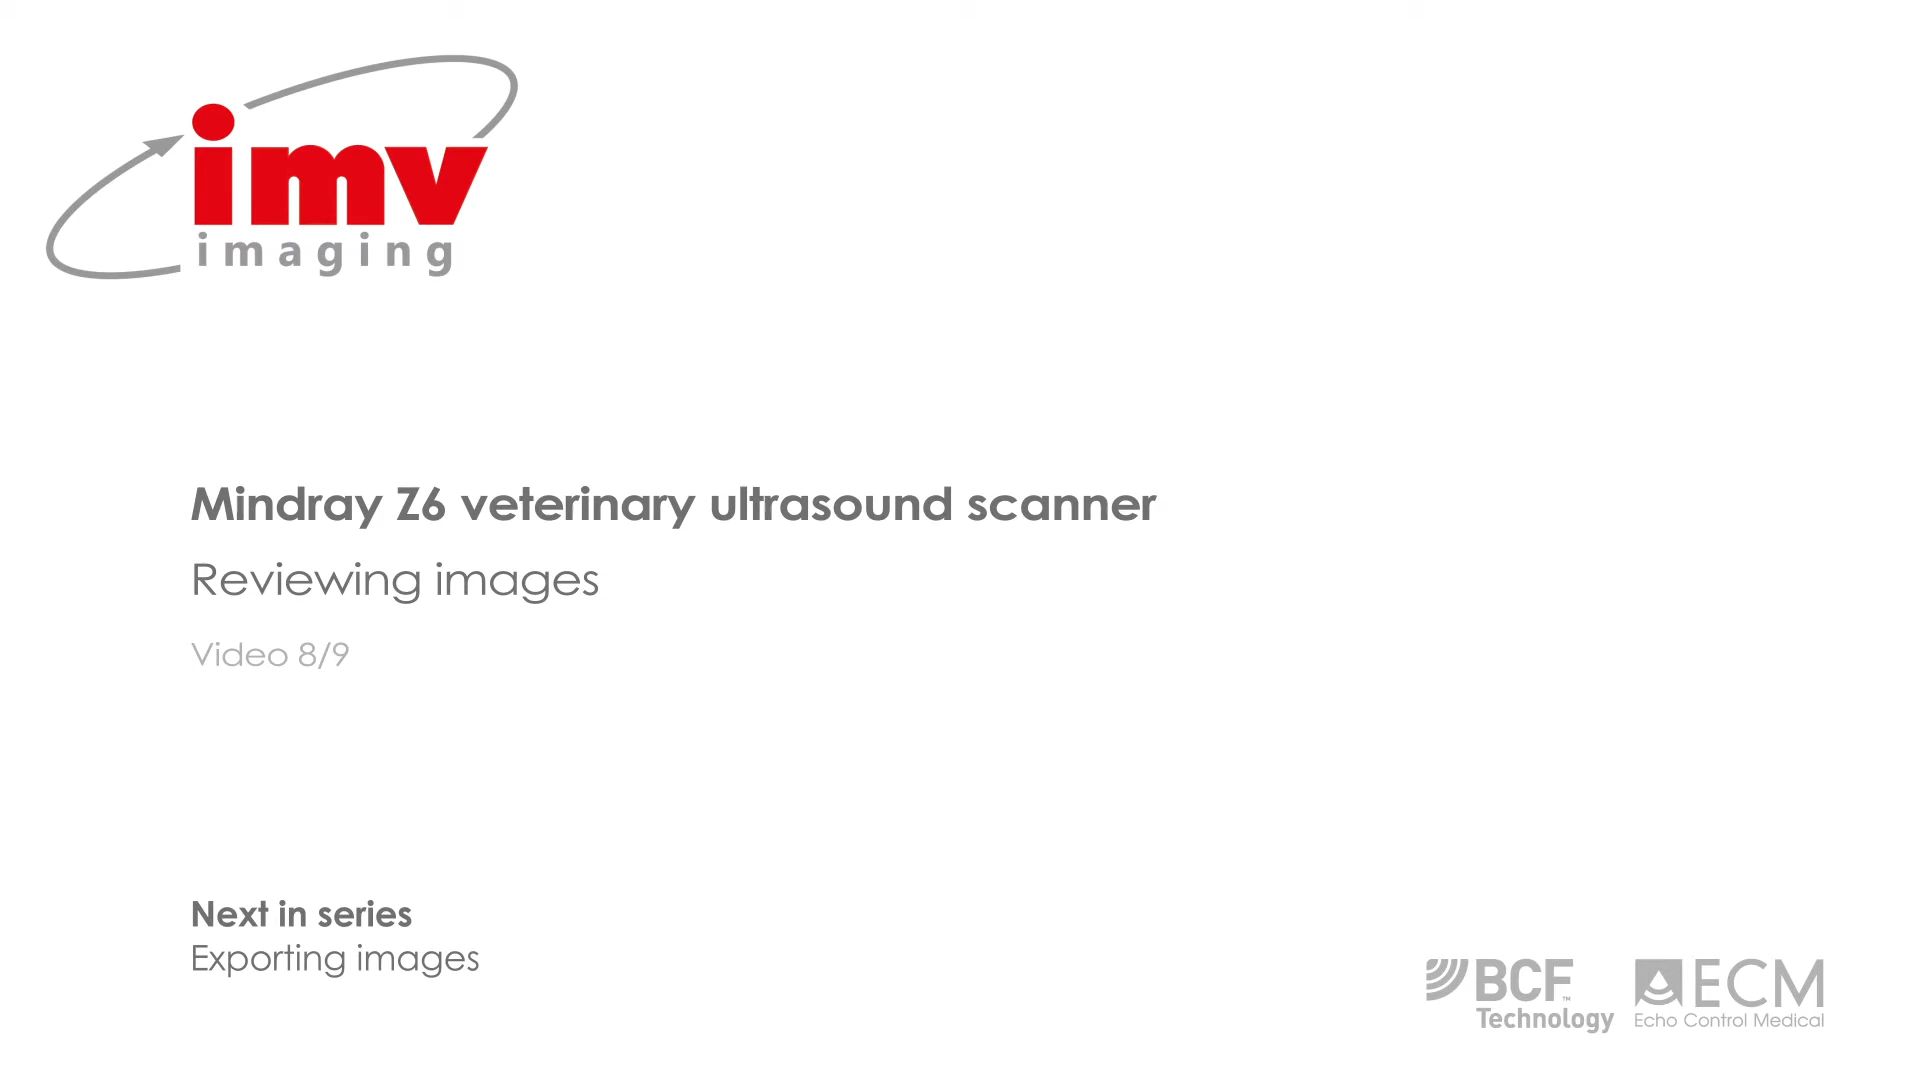 imv
imaging
Mindray Z6 veterinary ultrasound scanner
Reviewing images
Video 8/9
Next in series
Exporting images
BCF™
Technology
ECM
Echo Control Medical